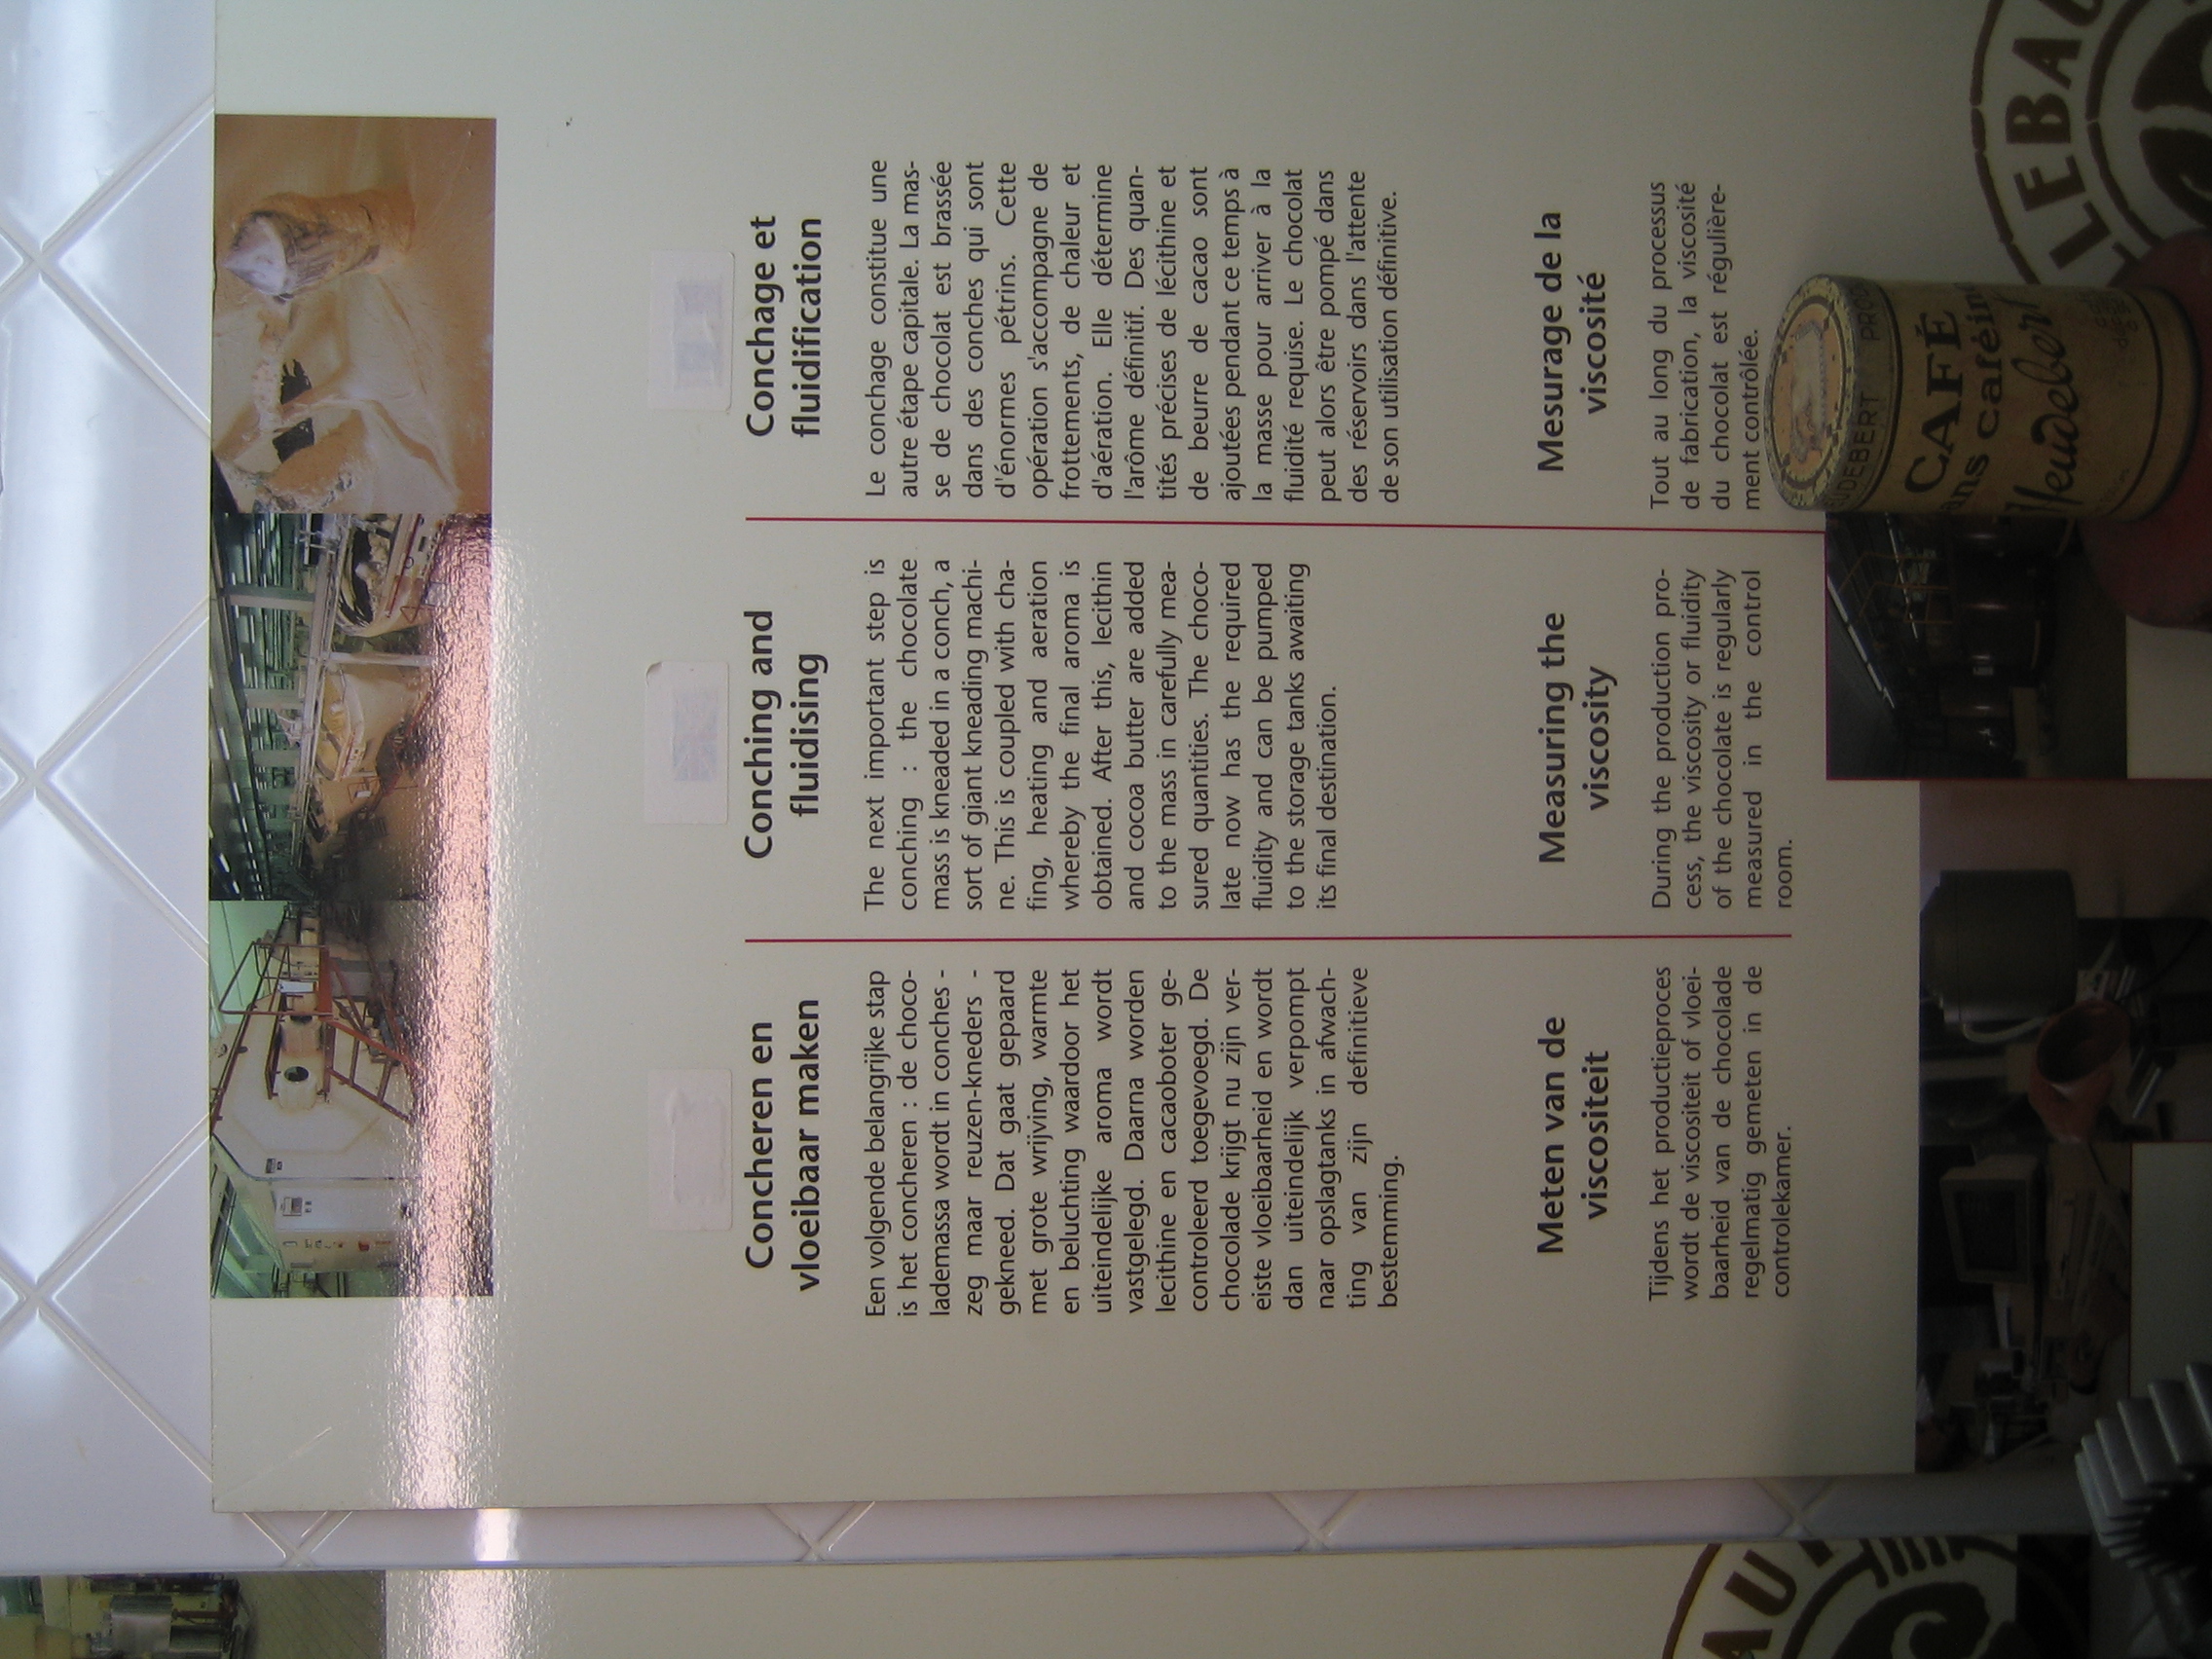 Concheren en
vloeibaar maken
Een volgende belangrijke stap
is het concheren : de choco-
lademassa wordt in conches -
zeg maar reuzen-kneders -
gekneed. Dat gaat gepaard
met grote wrijving, warmte
en beluchting waardoor het
uiteindelijke aroma wordt
vastgelegd. Daarna worden
lecithine en cacaoboter ge-
controleerd toegevoegd. De
chocolade krijgt nu zijn ver-
eiste vloeibaarheid en wordt
dan uiteindelijk verpompt
naar opslagtanks in afwach-
ting van zijn definitieve
bestemming.
Meten van de
viscositeit
Tijdens het productieproces
wordt de viscositeit of vloei-
baarheid van de chocolade
regelmatig gemeten in de
controlekamer.
Conching and
fluidising
The next important step is
conching : the chocolate
mass is kneaded in a conch, a
sort of giant kneading machi-
ne. This is coupled with cha-
fing, heating and aeration
whereby the final aroma is
obtained. After this, lecithin
and cocoa butter are added
to the mass in carefully mea-
sured quantities. The choco-
late now has the required
fluidity and can be pumped
to the storage tanks awaiting
its final destination.
Measuring the
viscosity
During the production pro-
cess, the viscosity or fluidity
of the chocolate is regularly
measured in the control
room.
Conchage et
fluidification
Le conchage constitue une
autre étape capitale. La mas-
se de chocolat est brassée
dans des conches qui sont
d'énormes pétrins. Cette
opération s'accompagne de
frottements, de chaleur et
d'aération. Elle détermine
l'arôme définitif. Des quan-
tités précises de lécithine et
de beurre de cacao sont
ajoutées pendant ce temps à
la masse pour arriver à la
fluidité requise. Le chocolat
peut alors être pompé dans
des réservoirs dans l'attente
de son utilisation définitive.
Mesurage de la
viscosité
Tout au long du processus
de fabrication, la viscosité
du chocolat est régulière-
ment contrôlée.
UDEBERT PROD
CAFÉ
ans caféin
Heudebert
LEBAU
AU